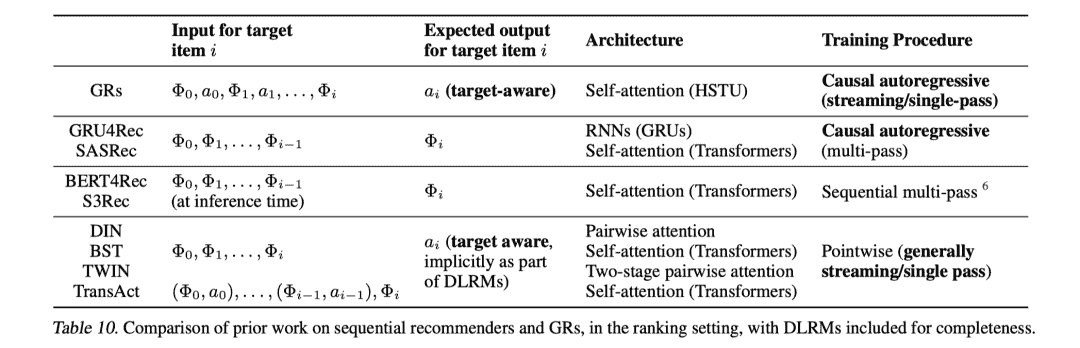 Input for target item i | Expected output for target item i | Architecture | Training Procedure
GRs | Φ₀, a₀, Φ₁, a₁, . . . , Φᵢ | aᵢ (target-aware) | Self-attention (HSTU) | Causal autoregressive (streaming/single-pass)
GRU4Rec
SASRec | Φ₀, Φ₁, . . . , Φᵢ₋₁ | Φᵢ | RNNs (GRUs)
Self-attention (Transformers) | Causal autoregressive
(multi-pass)
BERT4Rec
S3Rec | Φ₀, Φ₁, . . . , Φᵢ₋₁
(at inference time) | Φᵢ | Self-attention (Transformers) | Sequential multi-pass ⁶
DIN
BST
TWIN | Φ₀, Φ₁, . . . , Φᵢ
TransAct | (Φ₀, a₀), . . . , (Φᵢ₋₁, aᵢ₋₁), Φᵢ
aᵢ (target aware,
implicitly as part
of DLRMs)
Pairwise attention
Self-attention (Transformers)
Two-stage pairwise attention
Self-attention (Transformers)
Pointwise (generally
streaming/single pass)
Table 10. Comparison of prior work on sequential recommenders and GRs, in the ranking setting, with DLRMs included for completeness.